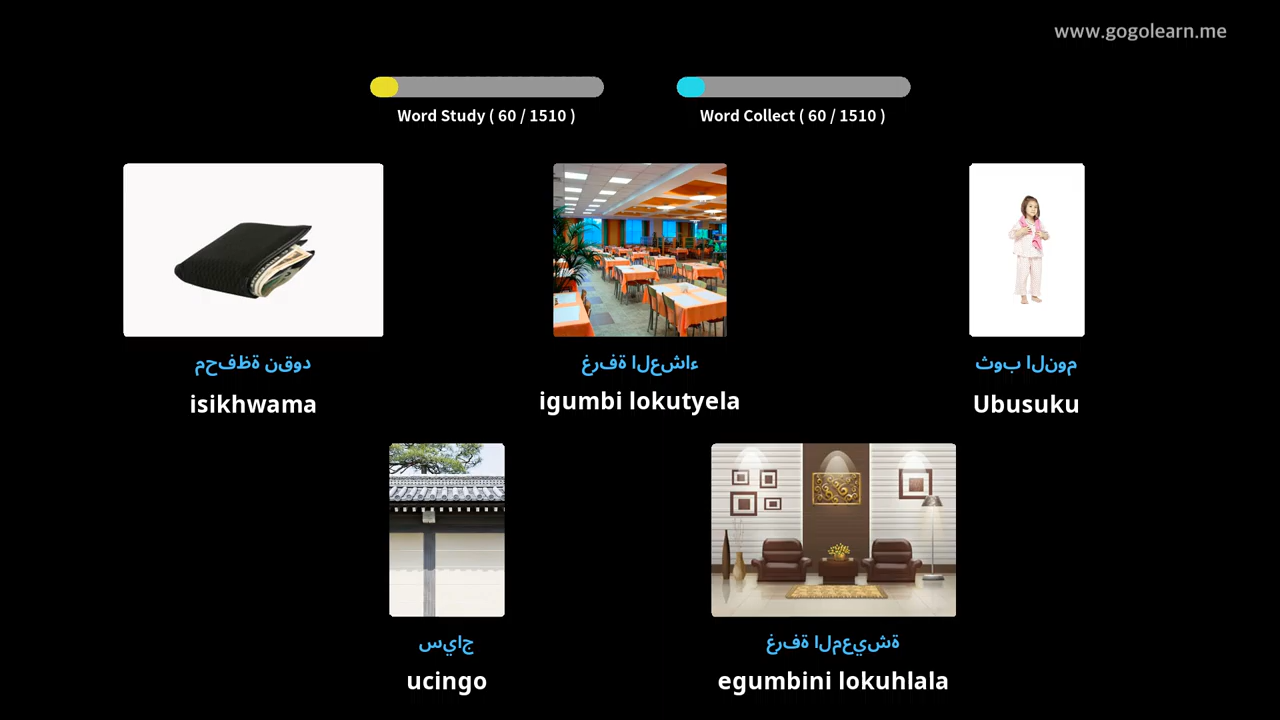 www.gogolearn.me
Word Study ( 60 / 1510 )
Word Collect ( 60 / 1510 )
محفظة نقود
isikhwama
غرفة العشاء
igumbi lokutyela
ثوب النوم
Ubusuku
سياج
ucingo
غرفة المعيشة
egumbini lokuhlala